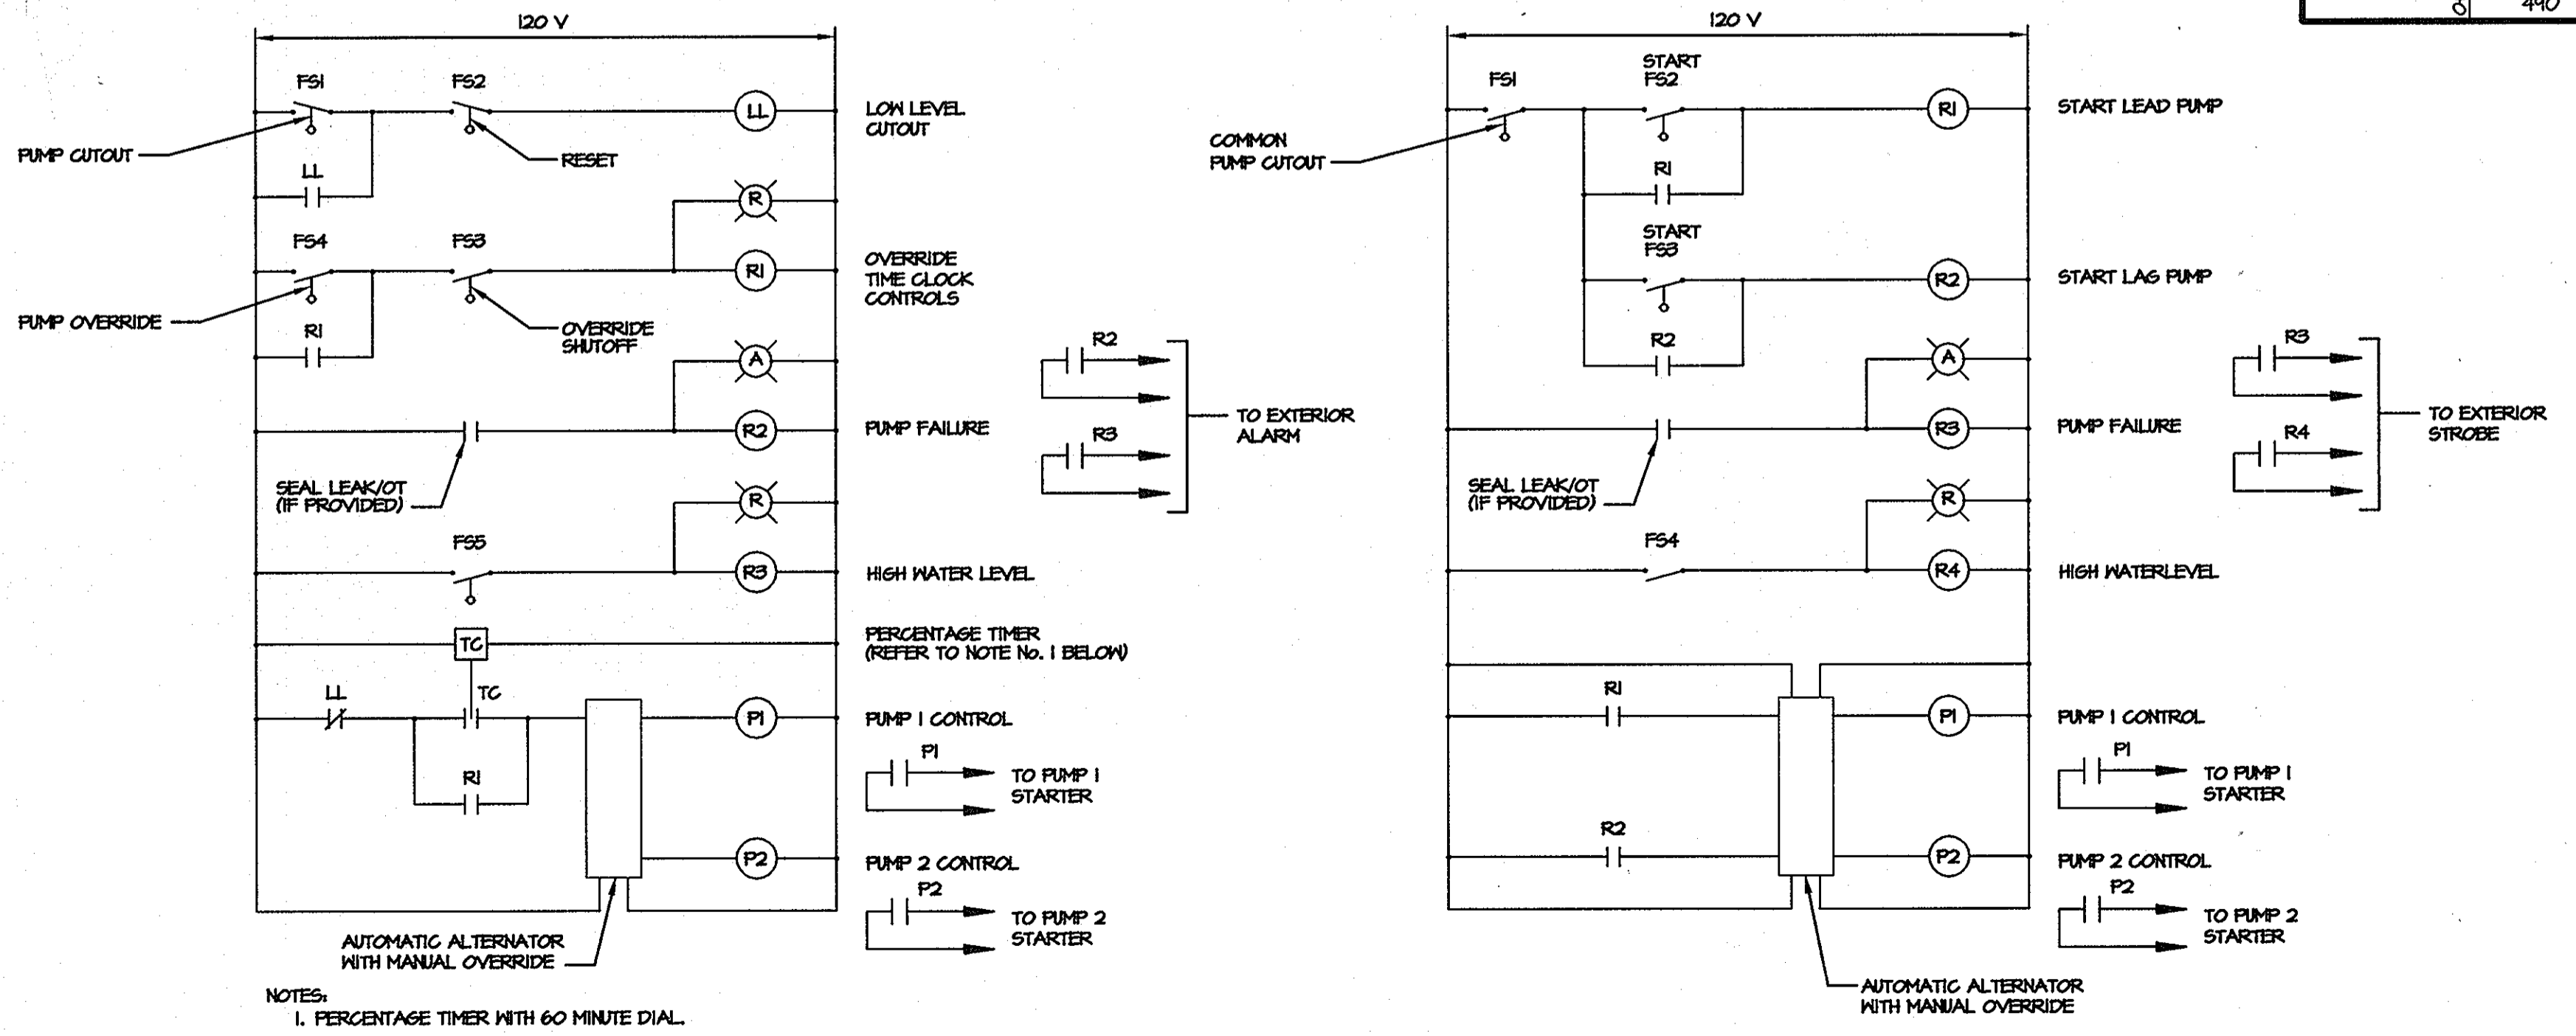 490
120 V
FS1
FS2
LL
LOW LEVEL
CUTOUT
PUMP CUTOUT
RESET
LL
R
FS4
FS3
R1
OVERRIDE
TIME CLOCK
CONTROLS
PUMP OVERRIDE
OVERRIDE
SHUTOFF
R1
A
R2
PUMP FAILURE
SEAL LEAK/OT
(IF PROVIDED)
R2
R3
TO EXTERIOR
ALARM
R
FS5
R3
HIGH WATER LEVEL
TC
PERCENTAGE TIMER
(REFER TO NOTE No. 1 BELOW)
LL
TC
P1
PUMP 1 CONTROL
R1
P1
TO PUMP 1
STARTER
P2
PUMP 2 CONTROL
P2
TO PUMP 2
STARTER
AUTOMATIC ALTERNATOR
WITH MANUAL OVERRIDE
NOTES:
1. PERCENTAGE TIMER WITH 60 MINUTE DIAL.
120 V
FS1
START
FS2
R1
START LEAD PUMP
COMMON
PUMP CUTOUT
R1
START
FS3
R2
START LAG PUMP
R2
A
R3
PUMP FAILURE
SEAL LEAK/OT
(IF PROVIDED)
R3
R4
TO EXTERIOR
STROBE
R
FS4
R4
HIGH WATERLEVEL
R1
P1
PUMP 1 CONTROL
P1
TO PUMP 1
STARTER
R2
P2
PUMP 2 CONTROL
P2
TO PUMP 2
STARTER
AUTOMATIC ALTERNATOR
WITH MANUAL OVERRIDE